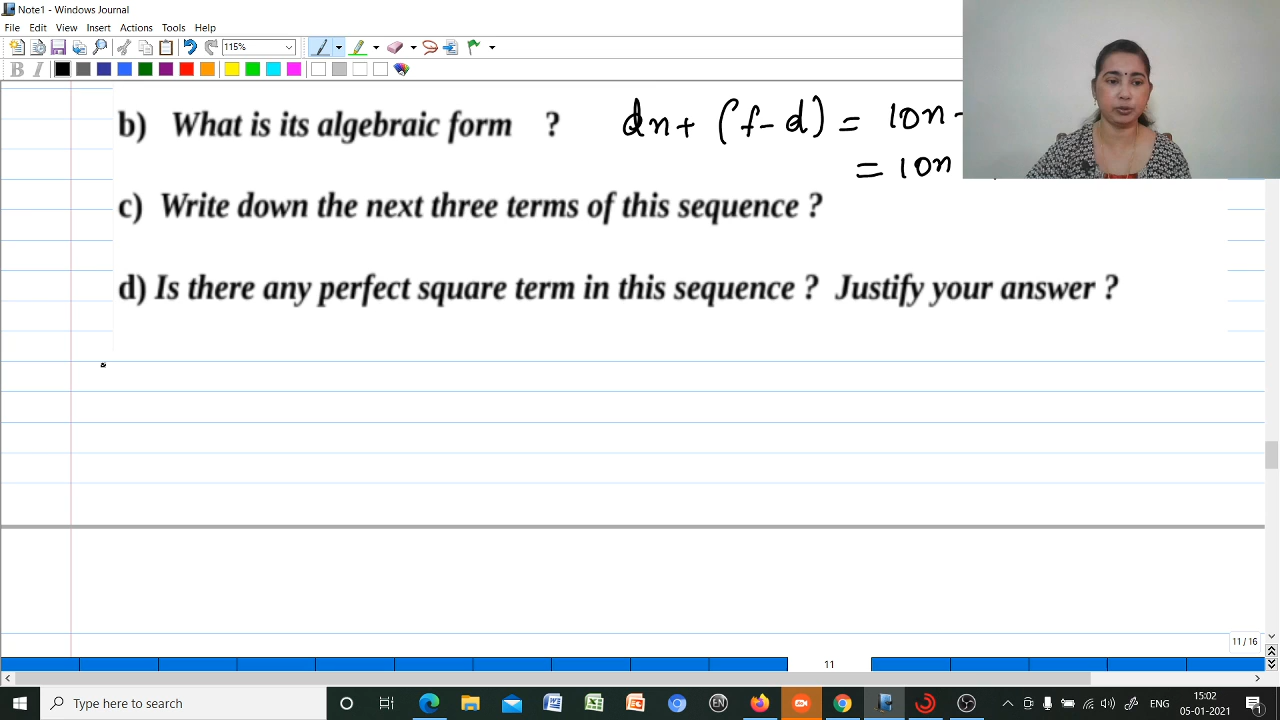 Note1 - Windows Journal
File Edit View Insert Actions Tools Help
115%
B I
b) What is its algebraic form ? dn + (f - d) = 10n -
= 10n
c) Write down the next three terms of this sequence ?
d) Is there any perfect square term in this sequence ? Justify your answer ?
11 / 16
11
Type here to search
ENG
15:02
05-01-2021